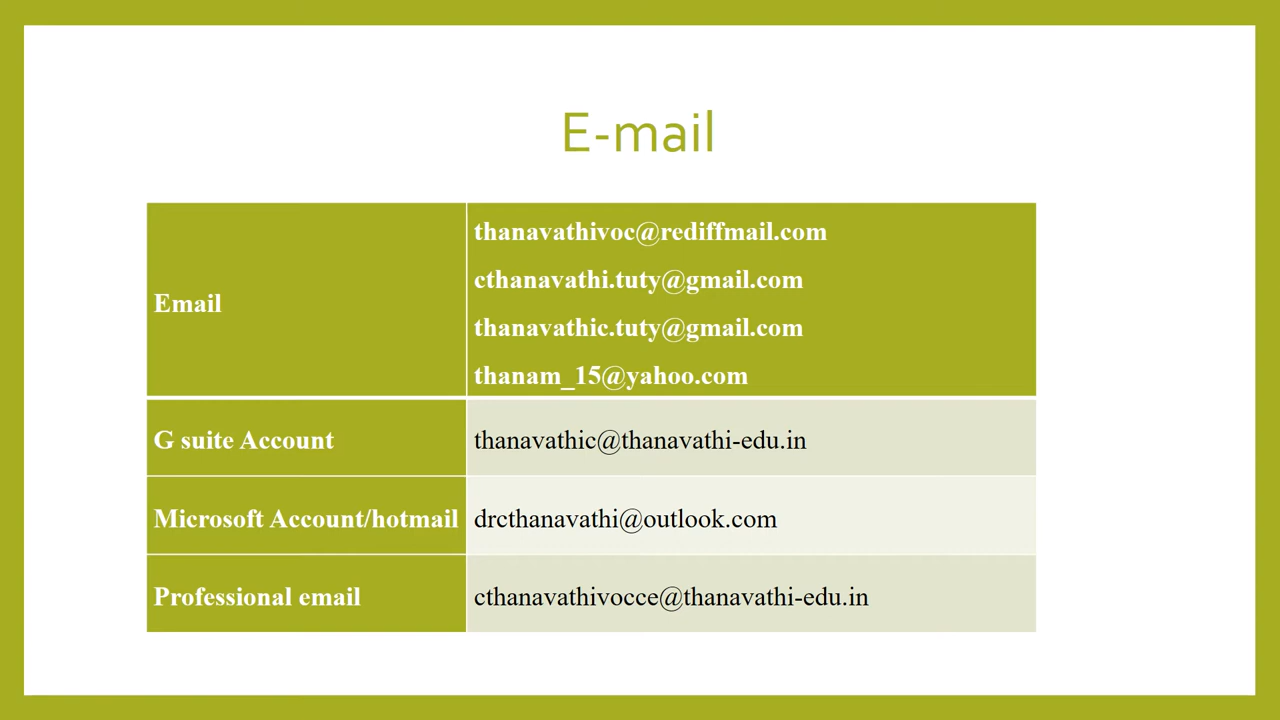 E-mail
Email
thanavathivoc@rediffmail.com
cthanavathi.tuty@gmail.com
thanavathic.tuty@gmail.com
thanam_15@yahoo.com
G suite Account
thanavathic@thanavathi-edu.in
Microsoft Account/hotmail
drcthanavathi@outlook.com
Professional email
cthanavathivocce@thanavathi-edu.in